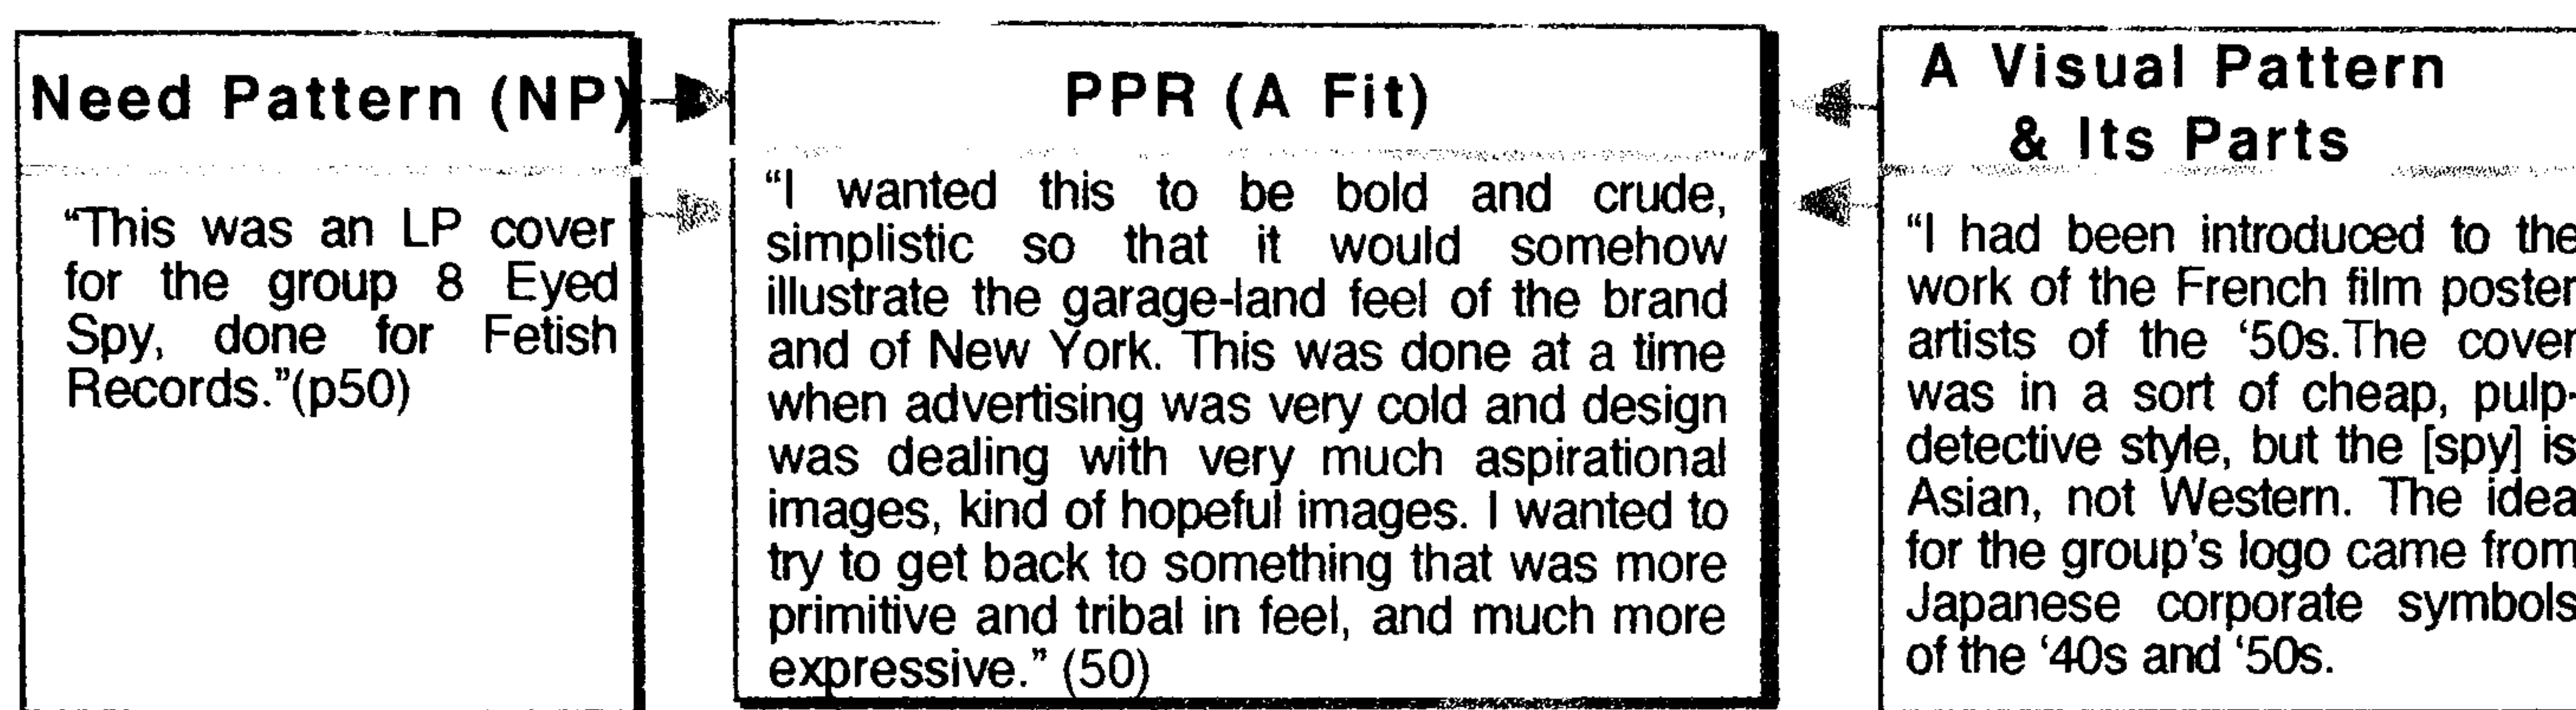 Need Pattern (NP)
“This was an LP cover
for the group 8 Eyed
Spy, done for Fetish
Records.”(p50)
PPR (A Fit)
“I wanted this to be bold and crude,
simplistic so that it would somehow
illustrate the garage-land feel of the brand
and of New York. This was done at a time
when advertising was very cold and design
was dealing with very much aspirational
images, kind of hopeful images. I wanted to
try to get back to something that was more
primitive and tribal in feel, and much more
expressive.” (50)
A Visual Pattern
& Its Parts
“I had been introduced to the
work of the French film poster
artists of the ‘50s.The cover
was in a sort of cheap, pulp-
detective style, but the [spy] is
Asian, not Western. The idea
for the group's logo came from
Japanese corporate symbols
of the ‘40s and ‘50s.